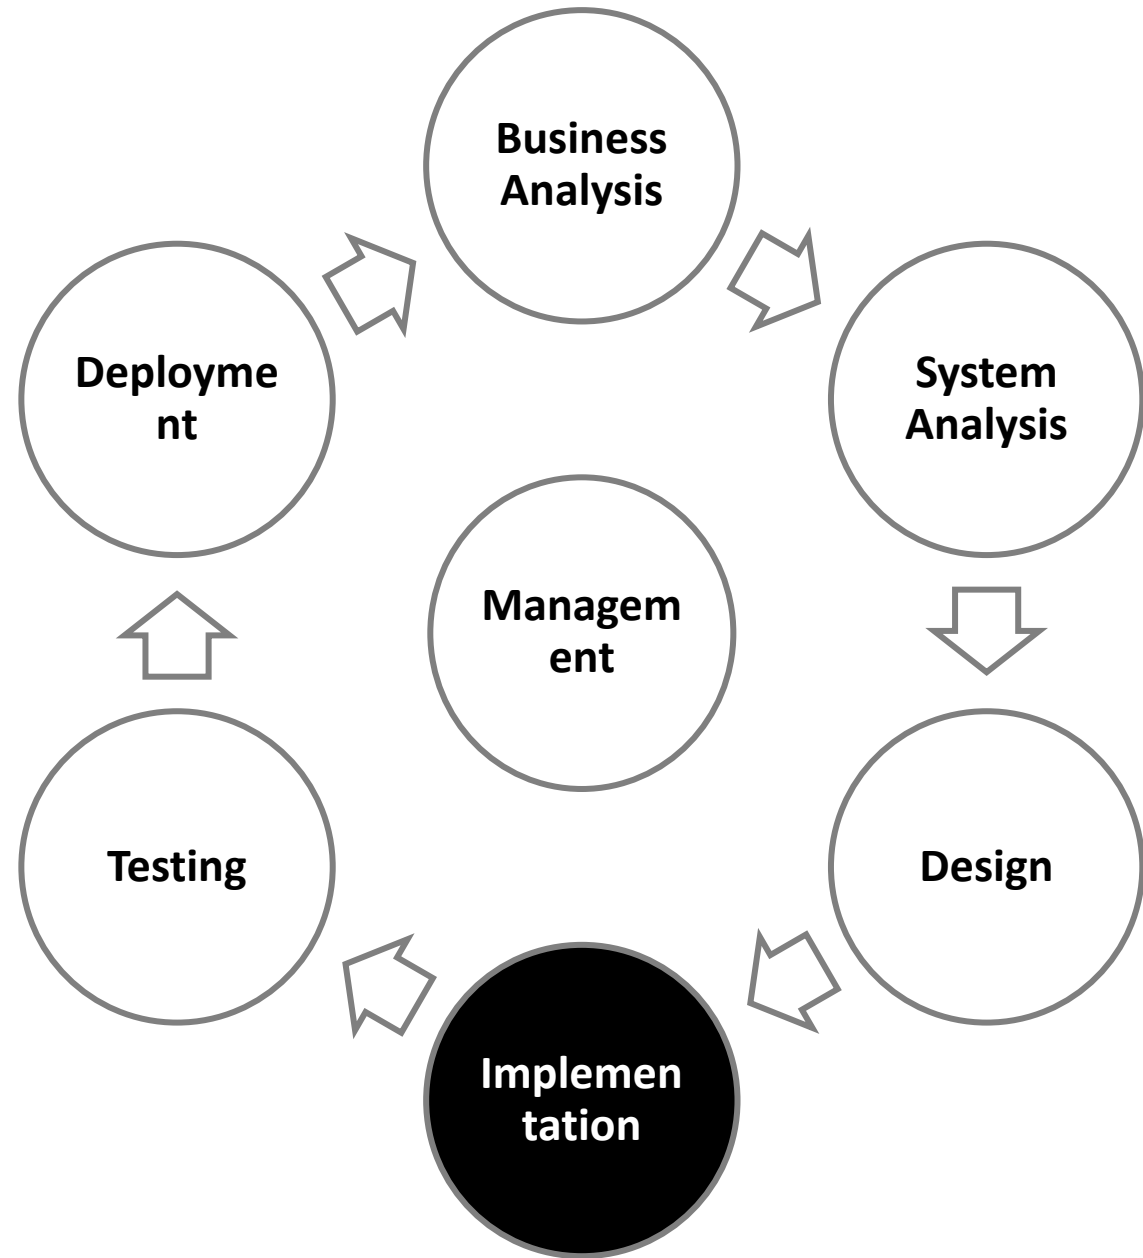 Business
Analysis
System
Analysis
Design
Implemen
tation
Testing
Deployme
nt
Managem
ent